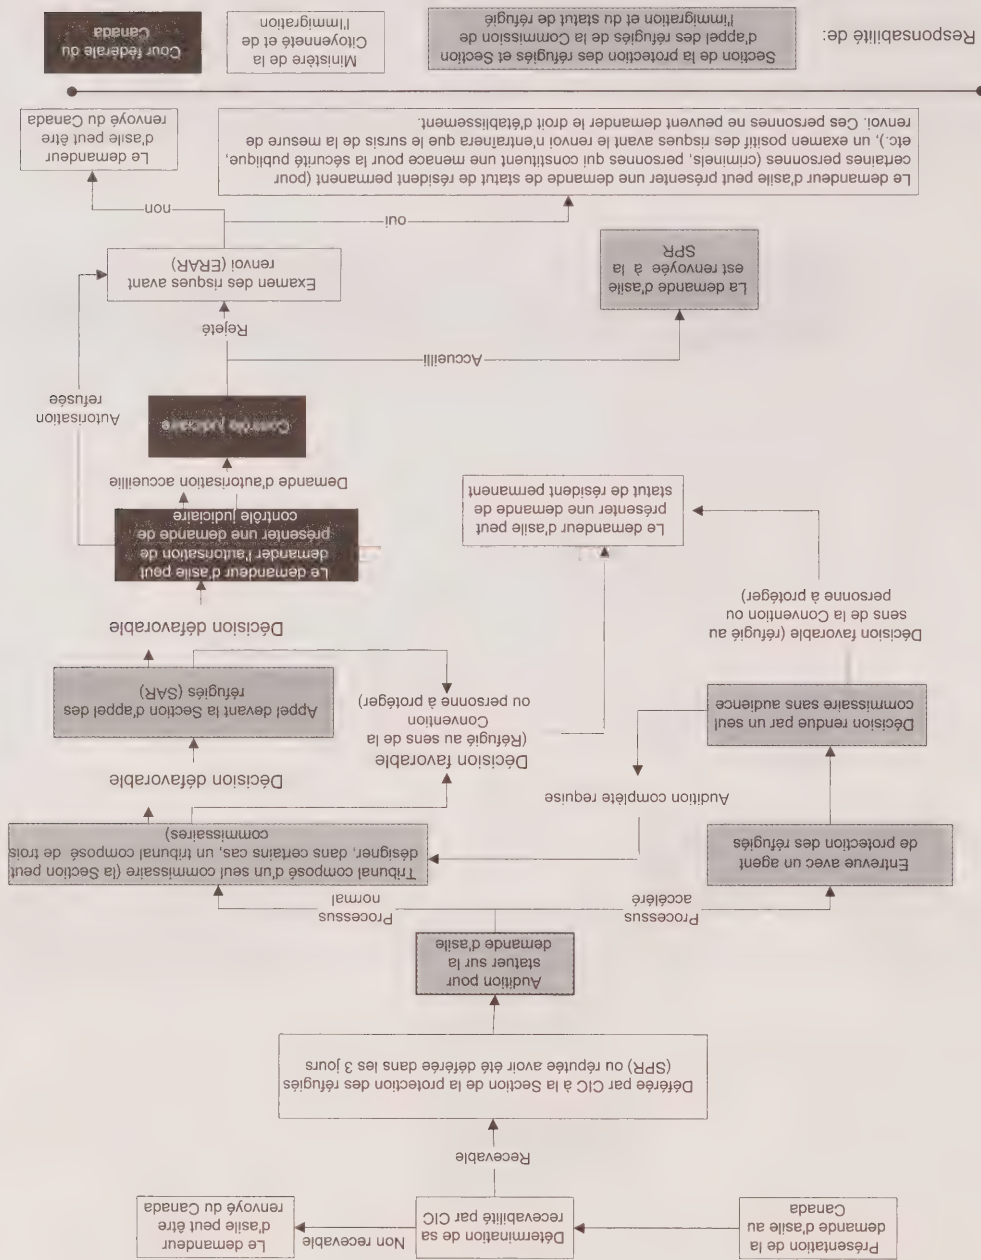 Présentation de la
demande d'asile au
Canada
Détermination de sa
recevabilité par CIC
Non recevable
Le demandeur
d'asile peut être
renvoyé du Canada
Recevable
Déférée par CIC à la Section de la protection des réfugiés
(SPR) ou réputée avoir été déférée dans les 3 jours
Audition pour
statuer sur la
demande d'asile
Processus
accéléré
Processus
normal
Entrevue avec un agent
de protection des réfugiés
Tribunal composé d'un seul commissaire (la Section peut
désigner, dans certains cas, un tribunal composé de trois
commissaires)
Audition complète requise
Décision rendue par un seul
commissaire sans audience
Décision favorable
(Réfugié au sens de la
Convention
ou personne à protéger)
Décision défavorable
Appel devant la Section d'appel des
réfugiés (SAR)
Décision favorable (réfugié au
sens de la Convention ou
personne à protéger)
Décision défavorable
Le demandeur d'asile peut
présenter une demande de
statut de résident permanent
Le demandeur d'asile peut
demander l'autorisation de
présenter une demande de
contrôle judiciaire
Demande d'autorisation accueillie
Autorisation
refusée
Contrôle judiciaire
Accueilli
Rejeté
La demande d'asile
est renvoyée à la
SPR
Examen des risques avant
renvoi (ERAR)
oui
non
Le demandeur d'asile peut présenter une demande de statut de résident permanent (pour
certaines personnes (criminels, personnes qui constituent une menace pour la sécurité publique,
etc.), un examen positif des risques avant le renvoi n'entraînera que le sursis de la mesure de
renvoi. Ces personnes ne peuvent demander le droit d'établissement.
Le demandeur
d'asile peut être
renvoyé du Canada
Responsabilité de:
Section de la protection des réfugiés et Section
d'appel des réfugiés de la Commission de
l'immigration et du statut de réfugié
Ministère de la
Citoyenneté et de
l'Immigration
Cour fédérale du
Canada